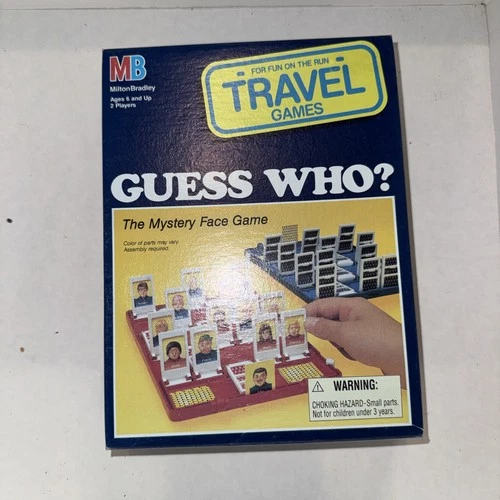 MB
MiltonBradley
Ages 6 and Up
2 Players
FOR FUN ON THE RUN
TRAVEL
GAMES
GUESS WHO?
The Mystery Face Game
Color of parts may vary.
Assembly required.
WARNING:
CHOKING HAZARD-Small parts.
Not for children under 3 years.